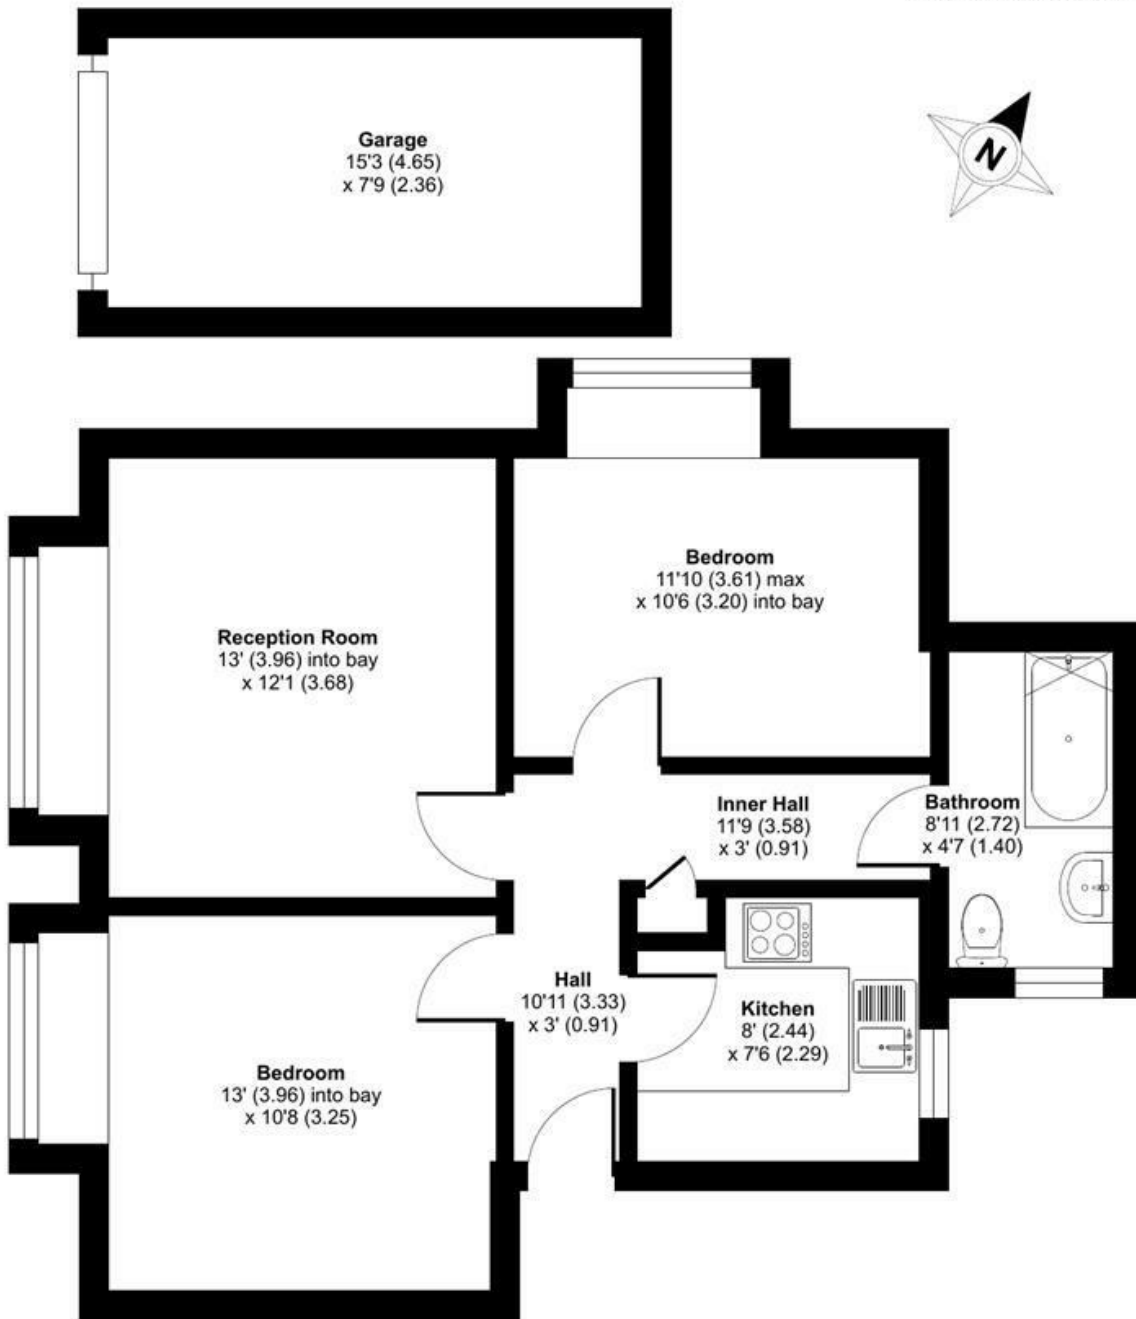 Garage
15'3 (4.65)
x 7'9 (2.36)
N
Bedroom
11'10 (3.61) max
x 10'6 (3.20) into bay
Reception Room
13' (3.96) into bay
x 12'1 (3.68)
Inner Hall
11'9 (3.58)
x 3' (0.91)
Bathroom
8'11 (2.72)
x 4'7 (1.40)
Hall
10'11 (3.33)
x 3' (0.91)
Kitchen
8' (2.44)
x 7'6 (2.29)
Bedroom
13' (3.96) into bay
x 10'8 (3.25)